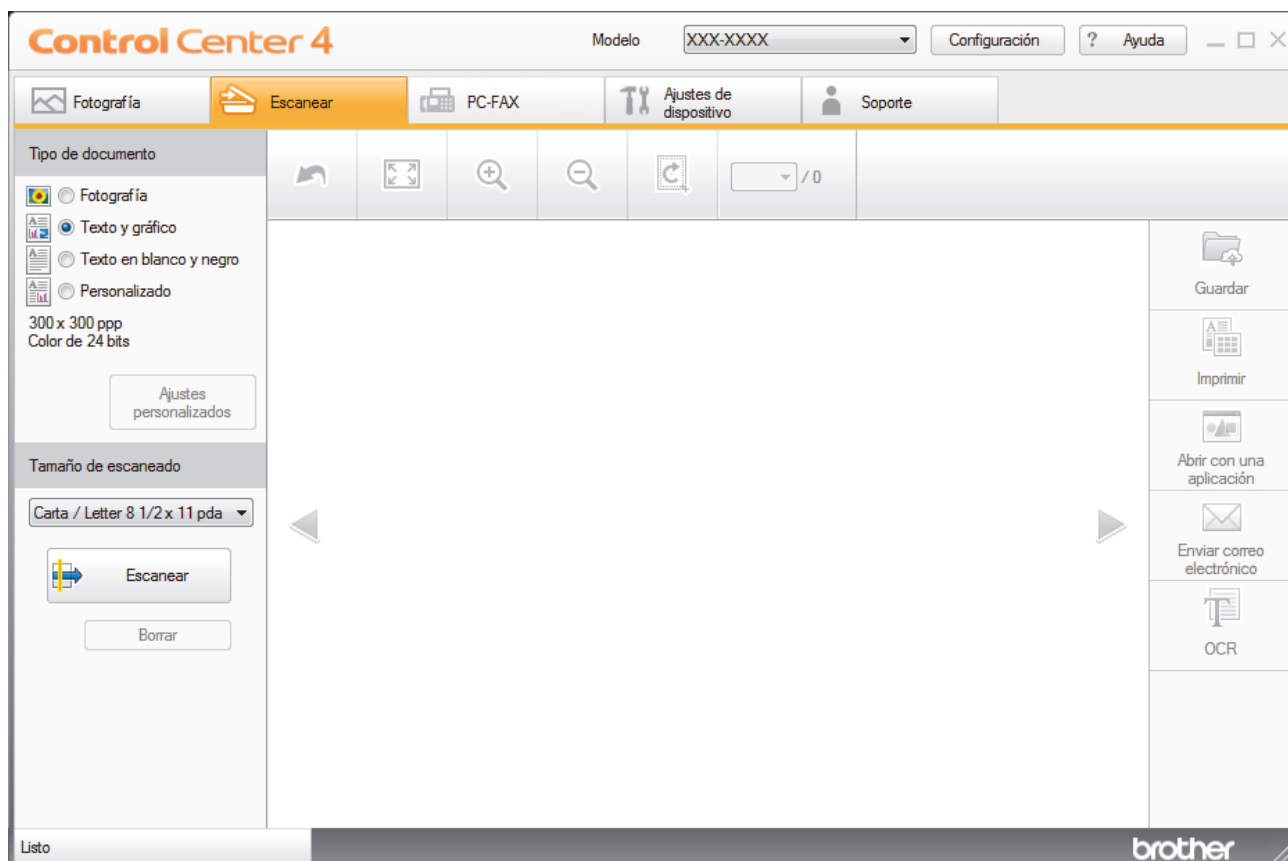 Control Center 4
Modelo
XXX-XXXX
Configuración
? Ayuda
Fotografía
Escanear
PC-FAX
Ajustes de
dispositivo
Soporte
Tipo de documento
Fotografía
Texto y gráfico
Texto en blanco y negro
Personalizado
300 x 300 ppp
Color de 24 bits
Ajustes
personalizados
Tamaño de escaneado
Carta / Letter 8 1/2 x 11 pda
Escanear
Borrar
/ 0
Guardar
Imprimir
Abrir con una
aplicación
Enviar correo
electrónico
OCR
Listo
brother